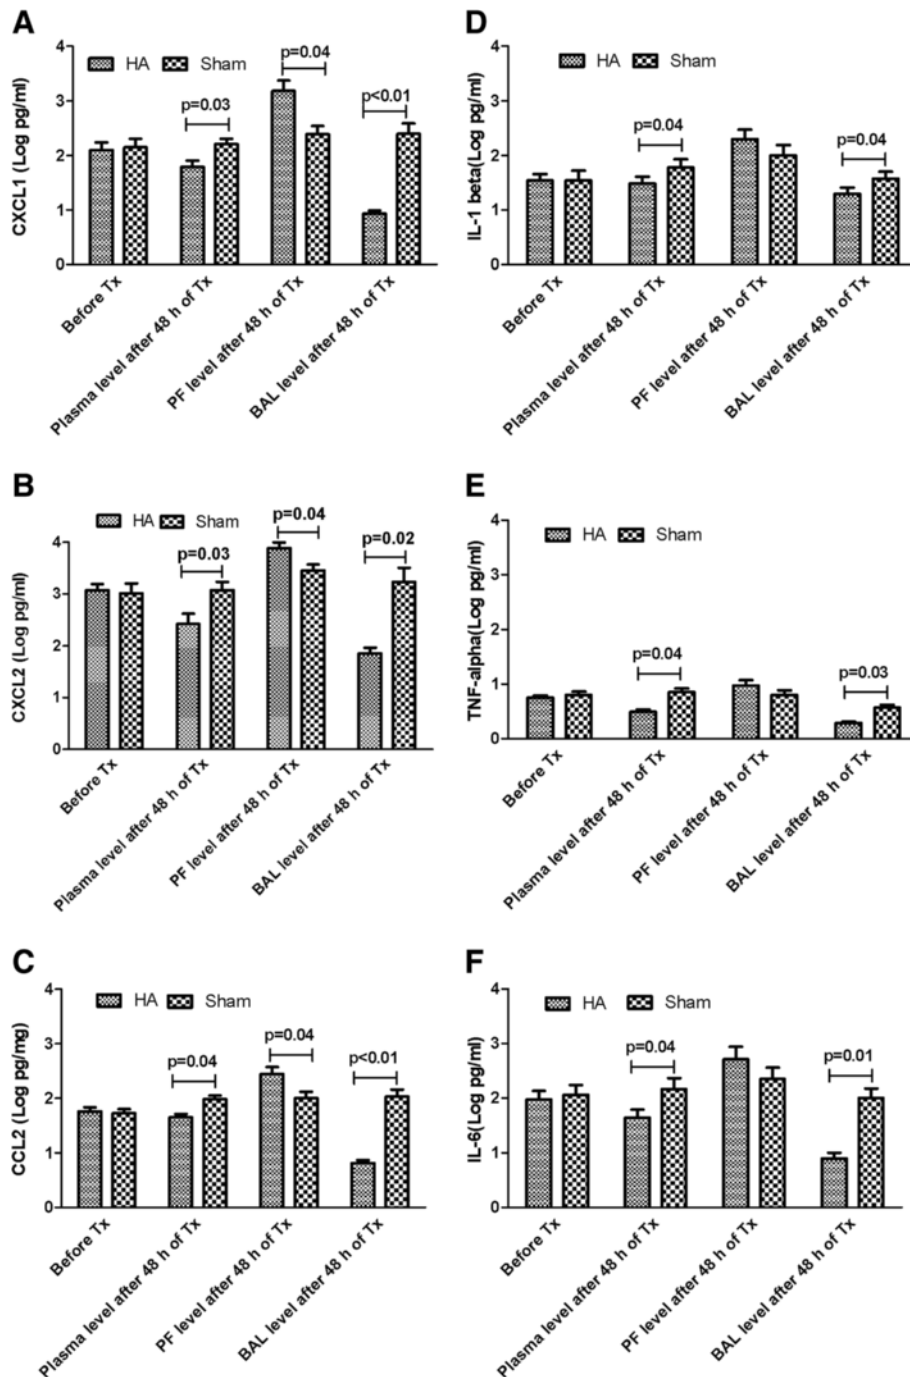 A
CXCL1 (Log pg/ml)
4
3
2
1
0
HA Sham
p=0.03
p=0.04
p<0.01
Before Tx
Plasma level after 48 h of Tx
PF level after 48 h of Tx
BAL level after 48 h of Tx
D
IL-1 beta(Log pg/ml)
4
3
2
1
0
HA Sham
p=0.04
p=0.04
Before Tx
Plasma level after 48 h of Tx
PF level after 48 h of Tx
BAL level after 48 h of Tx
B
CXCL2 (Log pg/ml)
4
3
2
1
0
HA Sham
p=0.03
p=0.04
p=0.02
Before Tx
Plasma level after 48 h of Tx
PF level after 48 h of Tx
BAL level after 48 h of Tx
E
TNF-alpha(Log pg/ml)
4
3
2
1
0
HA Sham
p=0.04
p=0.03
Before Tx
Plasma level after 48 h of Tx
PF level after 48 h of Tx
BAL level after 48 h of Tx
C
CCL2 (Log pg/mg)
4
3
2
1
0
HA Sham
p=0.04
p=0.04
p<0.01
Before Tx
Plasma level after 48 h of Tx
PF level after 48 h of Tx
BAL level after 48 h of Tx
F
IL-6(Log pg/ml)
4
3
2
1
0
HA Sham
p=0.04
p=0.01
Before Tx
Plasma level after 48 h of Tx
PF level after 48 h of Tx
BAL level after 48 h of Tx